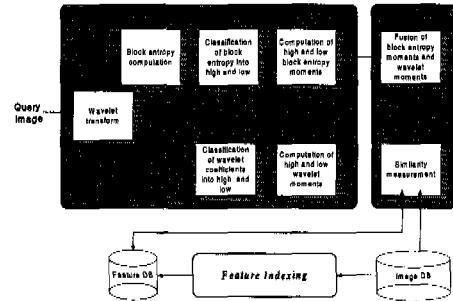 Block entropy
computation
Classification
of block
entropy into
high and low
Computation of
high and low
block entropy
moments
Fusion of
block entropy
moments and
wavelet
moments
Query
image
Wavelet
transform
Classification
of wavelet
coefficients
into high and
low
Computation of
high and low
wavelet
moments
Similarity
measurement
Feature DB
Feature Indexing
Image DB